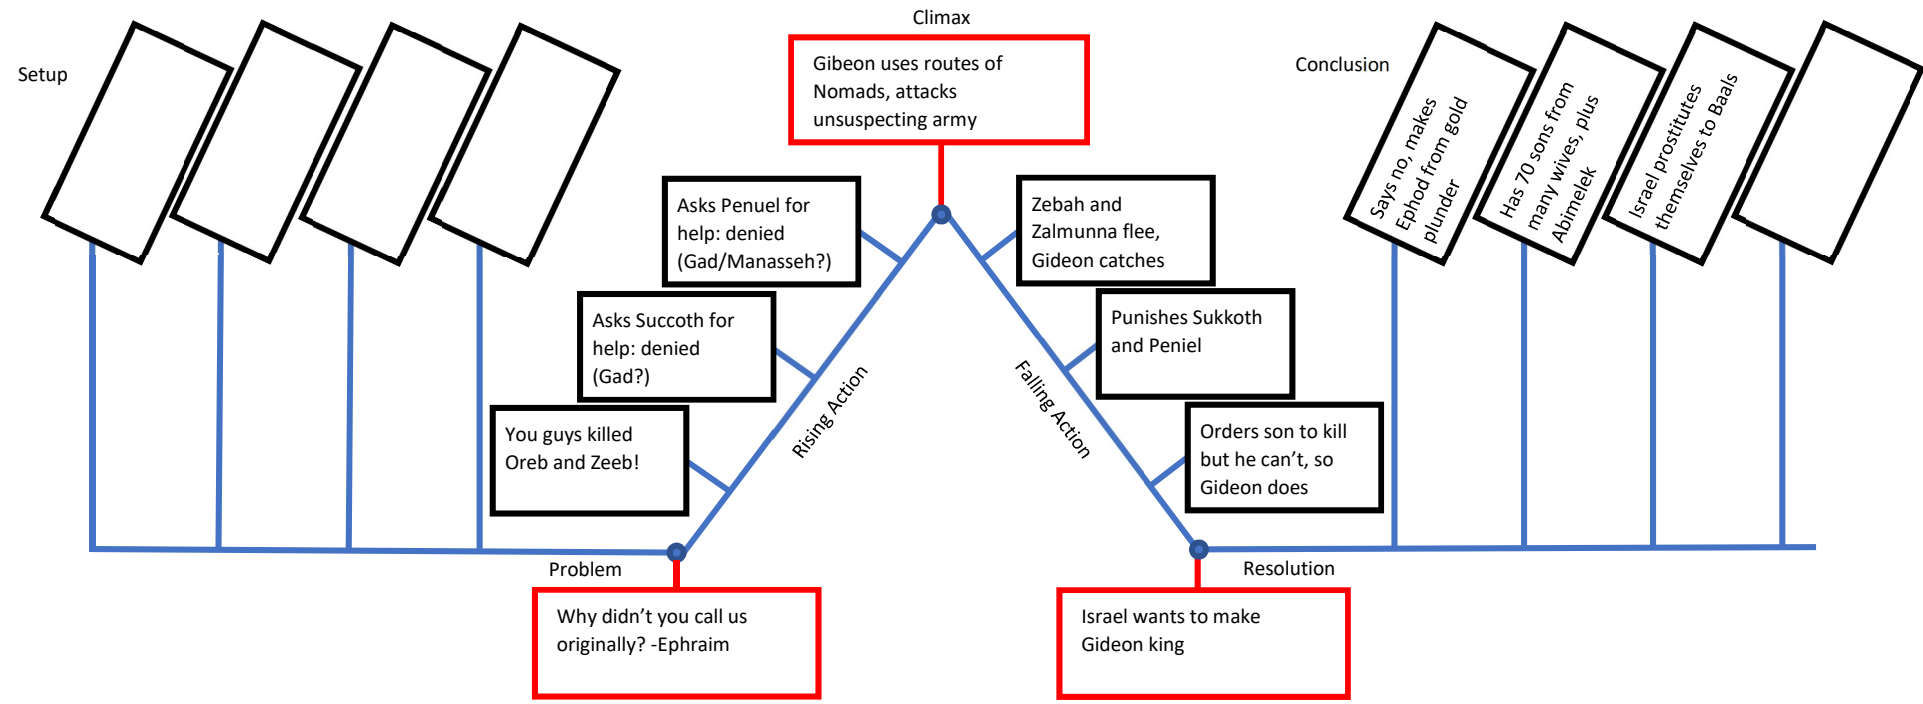 Setup
Climax
Gibeon uses routes of
Nomads, attacks
unsuspecting army
Asks Penuel for
help: denied
(Gad/Manasseh?)
Asks Succoth for
help: denied
(Gad?)
You guys killed
Oreb and Zeeb!
Rising Action
Problem
Why didn’t you call us
originally? -Ephraim
Zebah and
Zalmunna flee,
Gideon catches
Punishes Sukkoth
and Peniel
Orders son to kill
but he can’t, so
Gideon does
Falling Action
Resolution
Israel wants to make
Gideon king
Conclusion
Says no, makes
Ephod from gold
plunder
Has 70 sons from
many wives, plus
Abimelek
Israel prostitutes
themselves to Baals